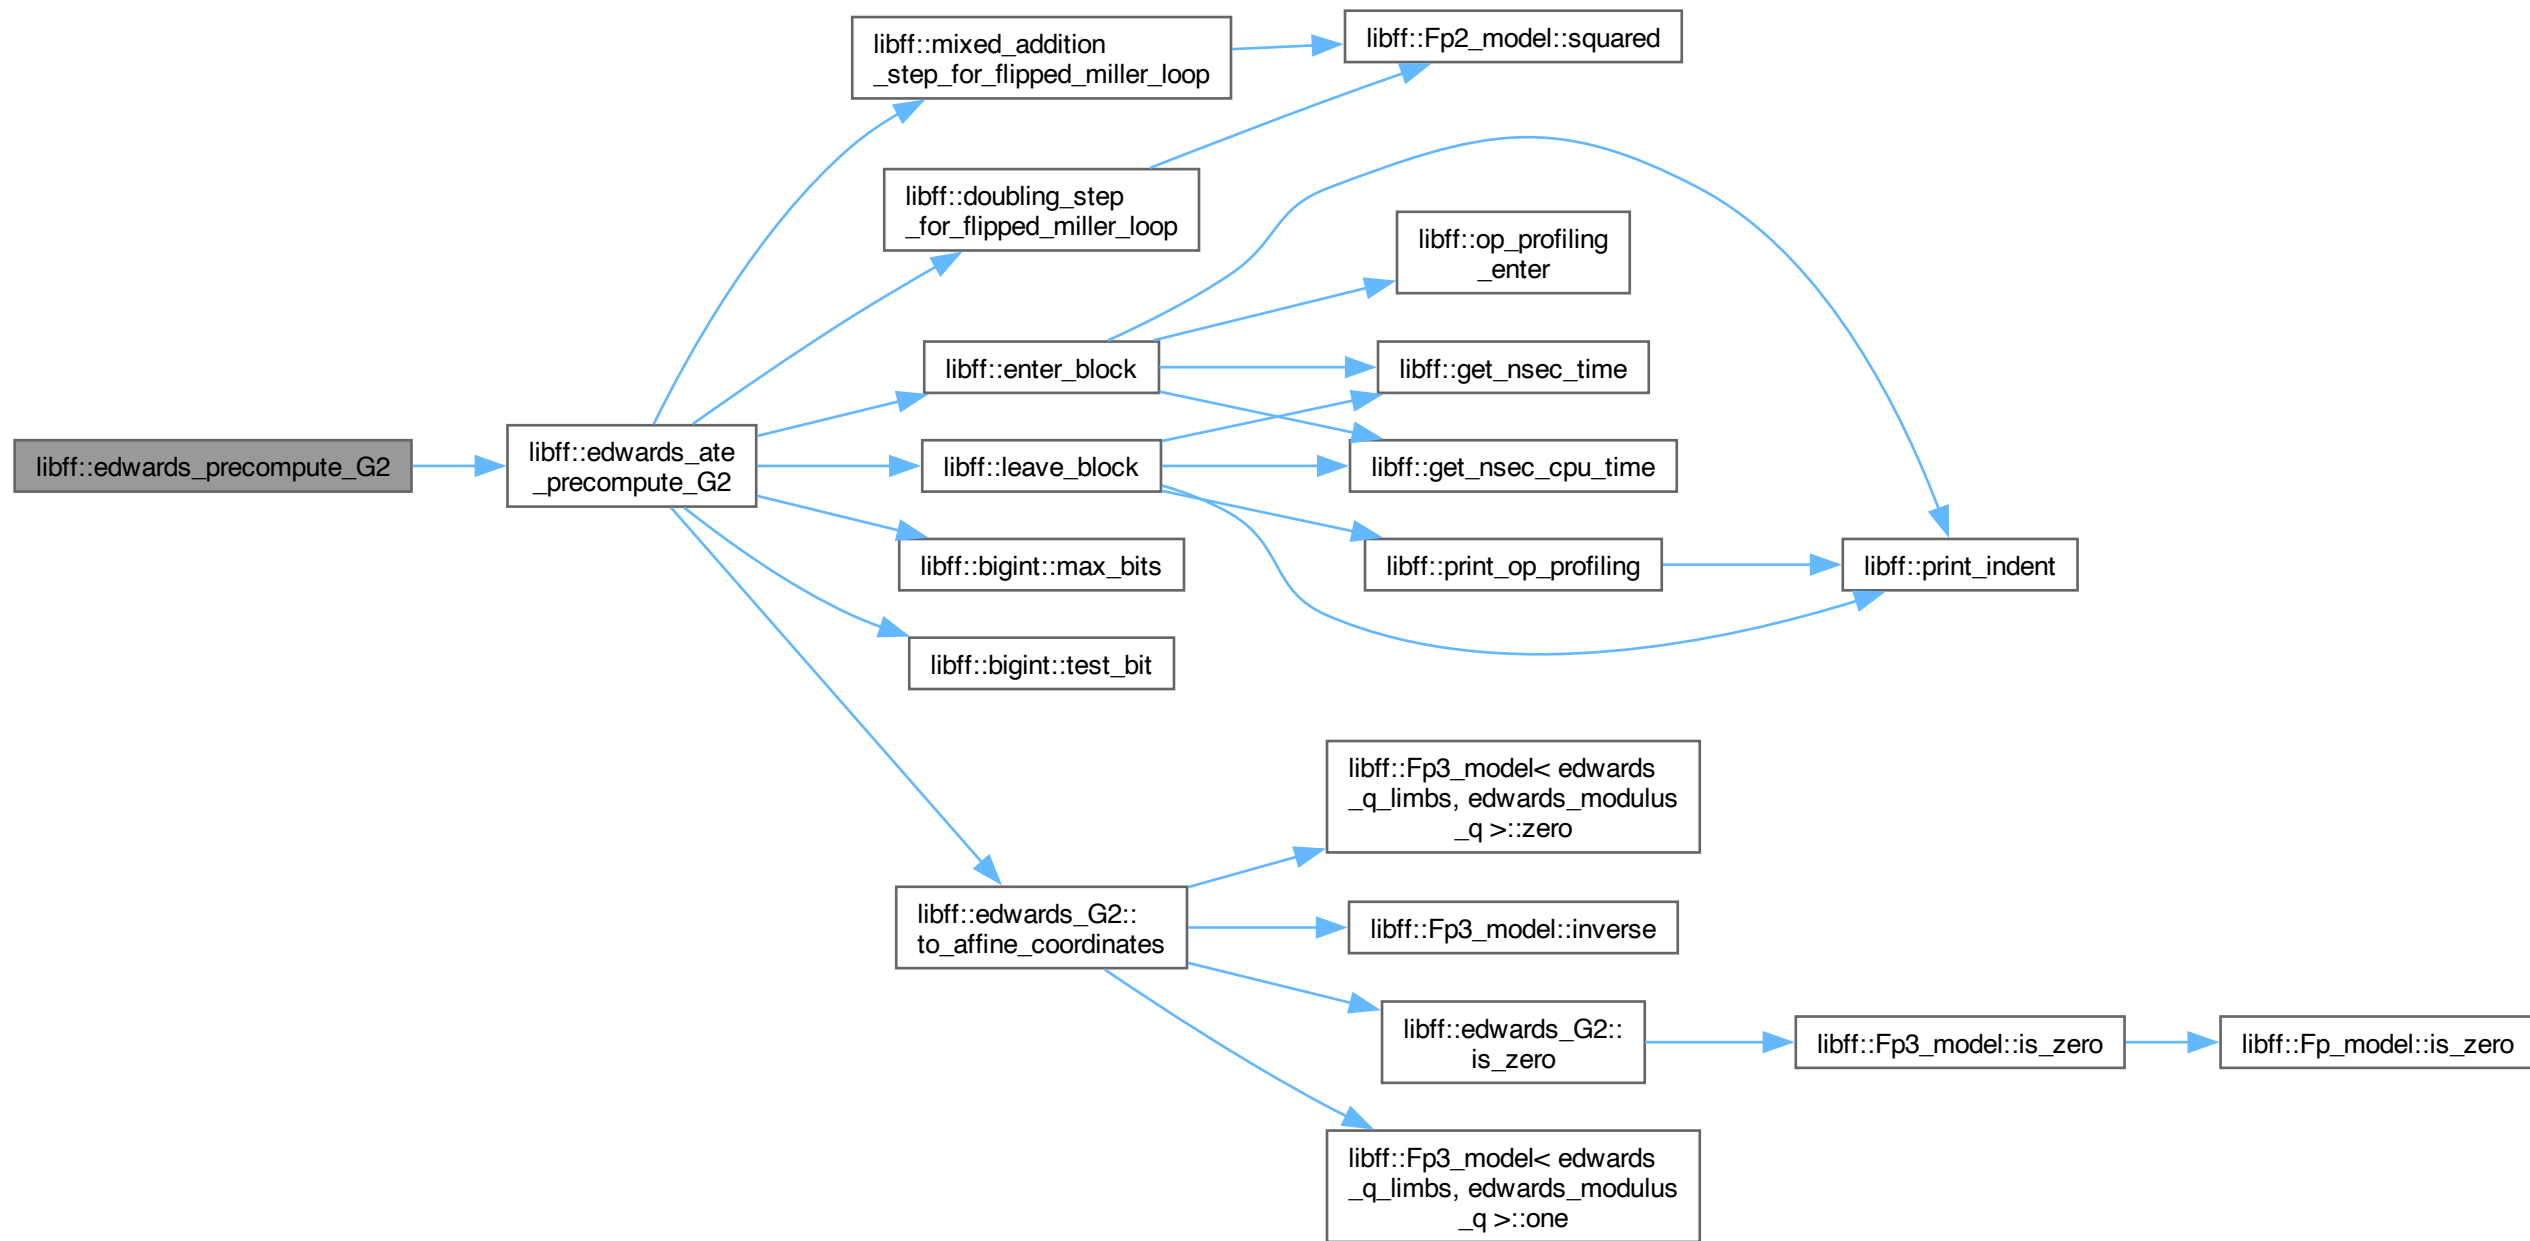 libff::mixed_addition
_step_for_flipped_miller_loop
libff::Fp2_model::squared
libff::doubling_step
_for_flipped_miller_loop
libff::op_profiling
_enter
libff::enter_block
libff::get_nsec_time
libff::edwards_precompute_G2
libff::edwards_ate
_precompute_G2
libff::leave_block
libff::get_nsec_cpu_time
libff::bigint::max_bits
libff::print_op_profiling
libff::print_indent
libff::bigint::test_bit
libff::Fp3_model< edwards
_q_limbs, edwards_modulus
_q >::zero
libff::edwards_G2::
to_affine_coordinates
libff::Fp3_model::inverse
libff::edwards_G2::
is_zero
libff::Fp3_model::is_zero
libff::Fp_model::is_zero
libff::Fp3_model< edwards
_q_limbs, edwards_modulus
_q >::one